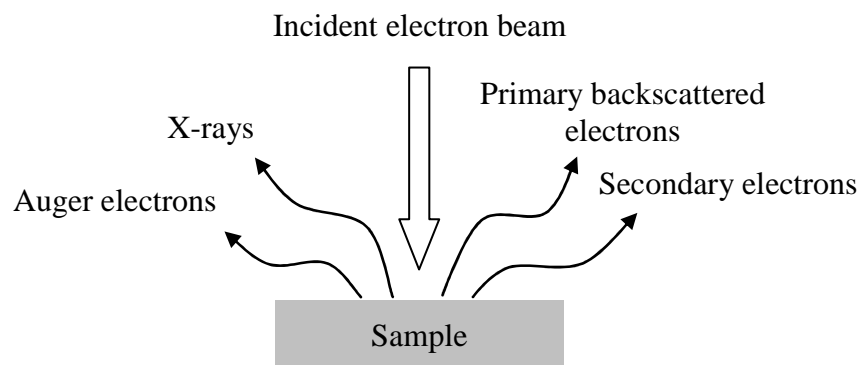 Incident electron beam
Primary backscattered
electrons
X-rays
Secondary electrons
Auger electrons
Sample